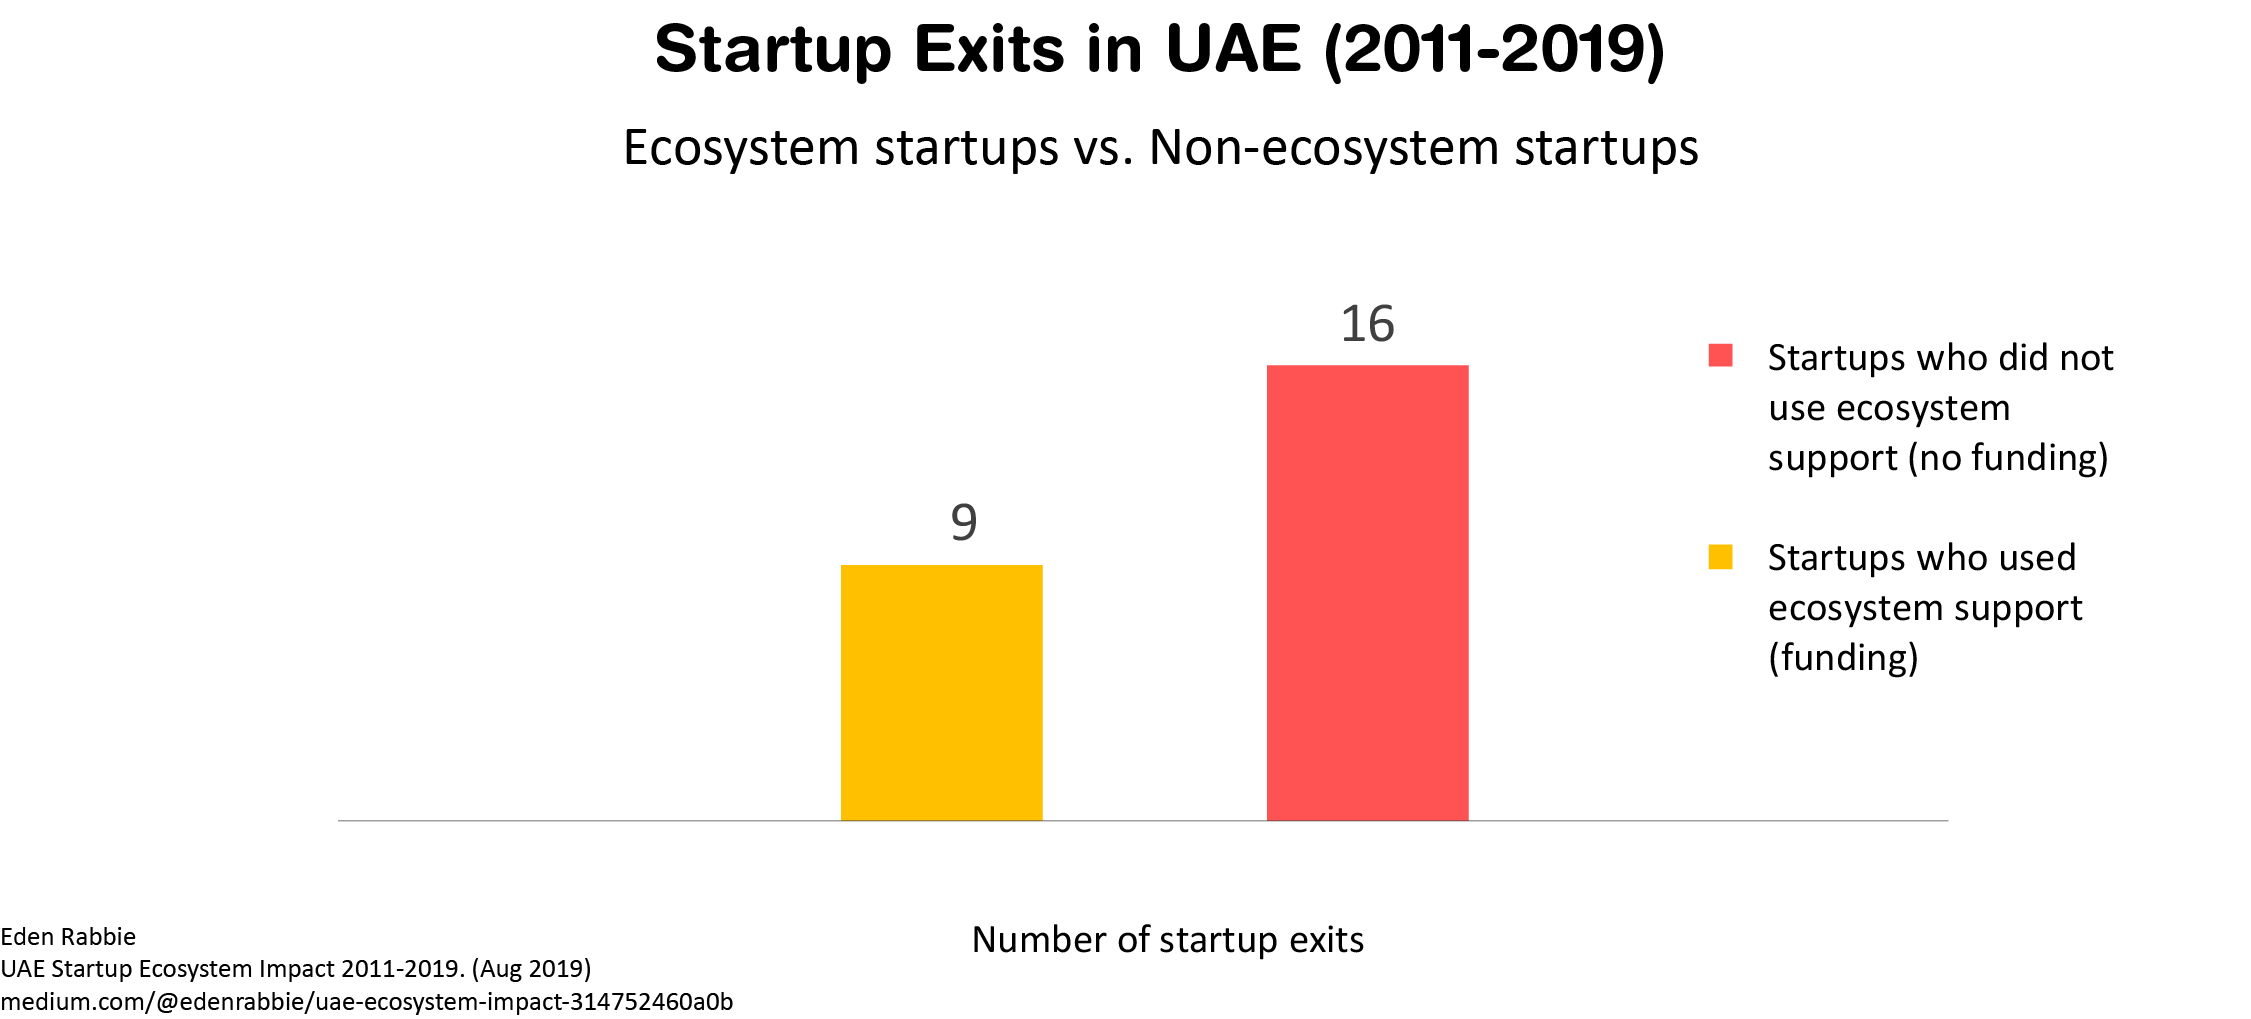 Startup Exits in UAE (2011-2019)
Ecosystem startups vs. Non-ecosystem startups
16
9
Startups who did not
use ecosystem
support (no funding)
Startups who used
ecosystem support
(funding)
Number of startup exits
Eden Rabbie
UAE Startup Ecosystem Impact 2011-2019. (Aug 2019)
medium.com/@edenrabbie/uae-ecosystem-impact-314752460a0b